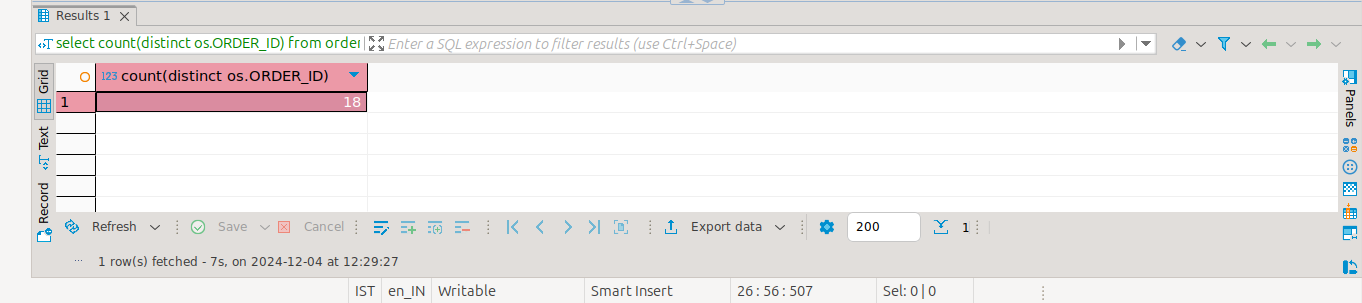 Results 1
select count(distinct os.ORDER_ID) from order
Enter a SQL expression to filter results (use Ctrl+Space)
Grid
Text
Record
123 count(distinct os.ORDER_ID)
1
18
Panels
Refresh
Save
Cancel
Export data
200
1
... 1 row(s) fetched - 7s, on 2024-12-04 at 12:29:27
IST
en_IN
Writable
Smart Insert
26 : 56 : 507
Sel: 0 | 0